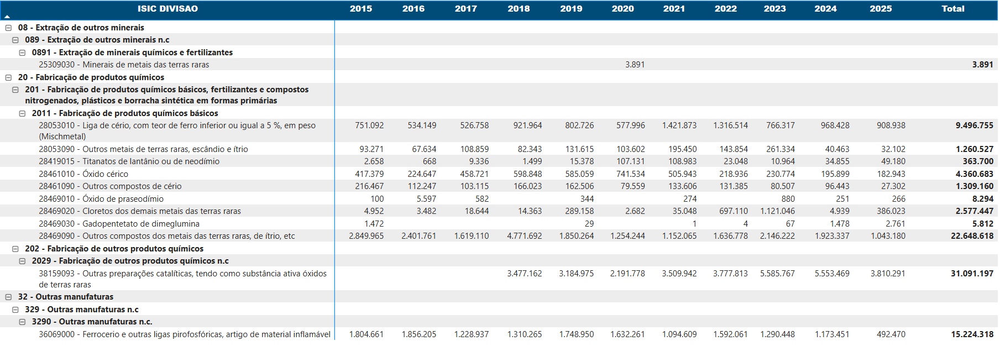 ISIC DIVISAO 2015 2016 2017 2018 2019 2020 2021 2022 2023 2024 2025 Total
08 - Extração de outros minerais
089 - Extração de outros minerais n.c
0891 - Extração de minerais químicos e fertilizantes
25309030 - Minerais de metais das terras raras 3.891 3.891
20 - Fabricação de produtos químicos
201 - Fabricação de produtos químicos básicos, fertilizantes e compostos
nitrogenados, plásticos e borracha sintética em formas primárias
2011 - Fabricação de produtos químicos básicos
28053010 - Liga de cério, com teor de ferro inferior ou igual a 5 %, em peso 751.092 534.149 526.758 921.964 802.726 577.996 1.421.873 1.316.514 766.317 968.428 908.938 9.496.755
(Mischmetal)
28053090 - Outros metais de terras raras, escândio e ítrio 93.271 67.634 108.859 82.343 131.615 103.602 195.450 143.854 261.334 40.463 32.102 1.260.527
28419015 - Titanatos de lantânio ou de neodímio 2.658 668 9.336 1.499 15.378 107.131 108.983 23.048 10.964 34.855 49.180 363.700
28461010 - Óxido cérico 417.379 224.647 458.721 598.848 585.059 741.534 505.943 218.936 230.774 195.899 182.943 4.360.683
28461090 - Outros compostos de cério 216.467 112.247 103.115 166.023 162.506 79.559 133.606 131.385 80.507 96.443 27.302 1.309.160
28469010 - Óxido de praseodímio 100 5.597 582 344 274 880 251 266 8.294
28469020 - Cloretos dos demais metais das terras raras 4.952 3.482 18.644 14.363 289.158 2.682 35.048 697.110 1.121.046 4.939 386.023 2.577.447
28469030 - Gadopentetato de dimeglumina 1.472 29 1 4 67 1.478 2.761 5.812
28469090 - Outros compostos dos metais das terras raras, de ítrio, etc 2.849.965 2.401.761 1.619.110 4.771.692 1.850.264 1.254.244 1.152.065 1.636.778 2.146.222 1.923.337 1.043.180 22.648.618
202 - Fabricação de outros produtos químicos
2029 - Fabricação de outros produtos químicos n.c
38159093 - Outras preparações catalíticas, tendo como substância ativa óxidos 3.477.162 3.184.975 2.191.778 3.509.942 3.777.813 5.585.767 5.553.469 3.810.291 31.091.197
de terras raras
32 - Outras manufaturas
329 - Outras manufaturas n.c
3290 - Outras manufaturas n.c.
36069000 - Ferrocerio e outras ligas pirofosfóricas, artigo de material inflamável 1.804.661 1.856.205 1.228.937 1.310.265 1.748.950 1.632.261 1.094.609 1.592.061 1.290.448 1.173.451 492.470 15.224.318